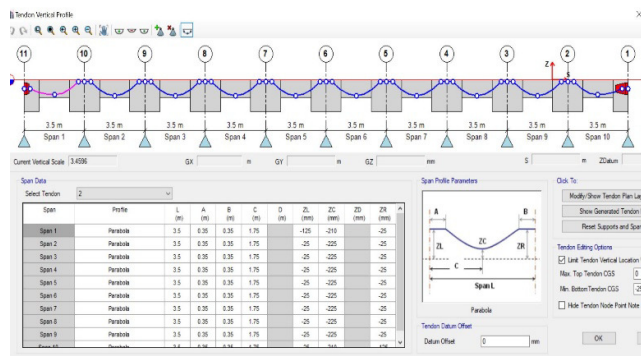 Tendon Vertical Profile
11 10 9 8 7 6 5 4 3 2 1
Z
S
3.5 m 3.5 m 3.5 m 3.5 m 3.5 m 3.5 m 3.5 m 3.5 m 3.5 m 3.5 m
Span 1 Span 2 Span 3 Span 4 Span 5 Span 6 Span 7 Span 8 Span 9 Span 10
Current Vertical Scale 3.4596 GX m GY m GZ mm S m ZDatum
Span Data
Select Tendon 2
Span Profile L A B C D ZL ZC ZD ZR
(m) (m) (m) (m) (m) (mm) (mm) (mm) (mm)
Span 1 Parabola 3.5 0.35 0.35 1.75 -125 -210 -25
Span 2 Parabola 3.5 0.35 0.35 1.75 -25 -225 -25
Span 3 Parabola 3.5 0.35 0.35 1.75 -25 -225 -25
Span 4 Parabola 3.5 0.35 0.35 1.75 -25 -225 -25
Span 5 Parabola 3.5 0.35 0.35 1.75 -25 -225 -25
Span 6 Parabola 3.5 0.35 0.35 1.75 -25 -225 -25
Span 7 Parabola 3.5 0.35 0.35 1.75 -25 -225 -25
Span 8 Parabola 3.5 0.35 0.35 1.75 -25 -225 -25
Span 9 Parabola 3.5 0.35 0.35 1.75 -25 -225 -25
Span Profile Parameters
A B
ZL ZC ZR
C
Span L
Parabola
Tendon Datum Offset
Datum Offset 0 mm
Click To:
Modify/Show Tendon Plan Lay
Show Generated Tendon
Reset Supports and Span
Tendon Editing Options
Limit Tendon Vertical Location
Max. Top Tendon CGS 0
Min. Bottom Tendon CGS -25
Hide Tendon Node Point Note
OK